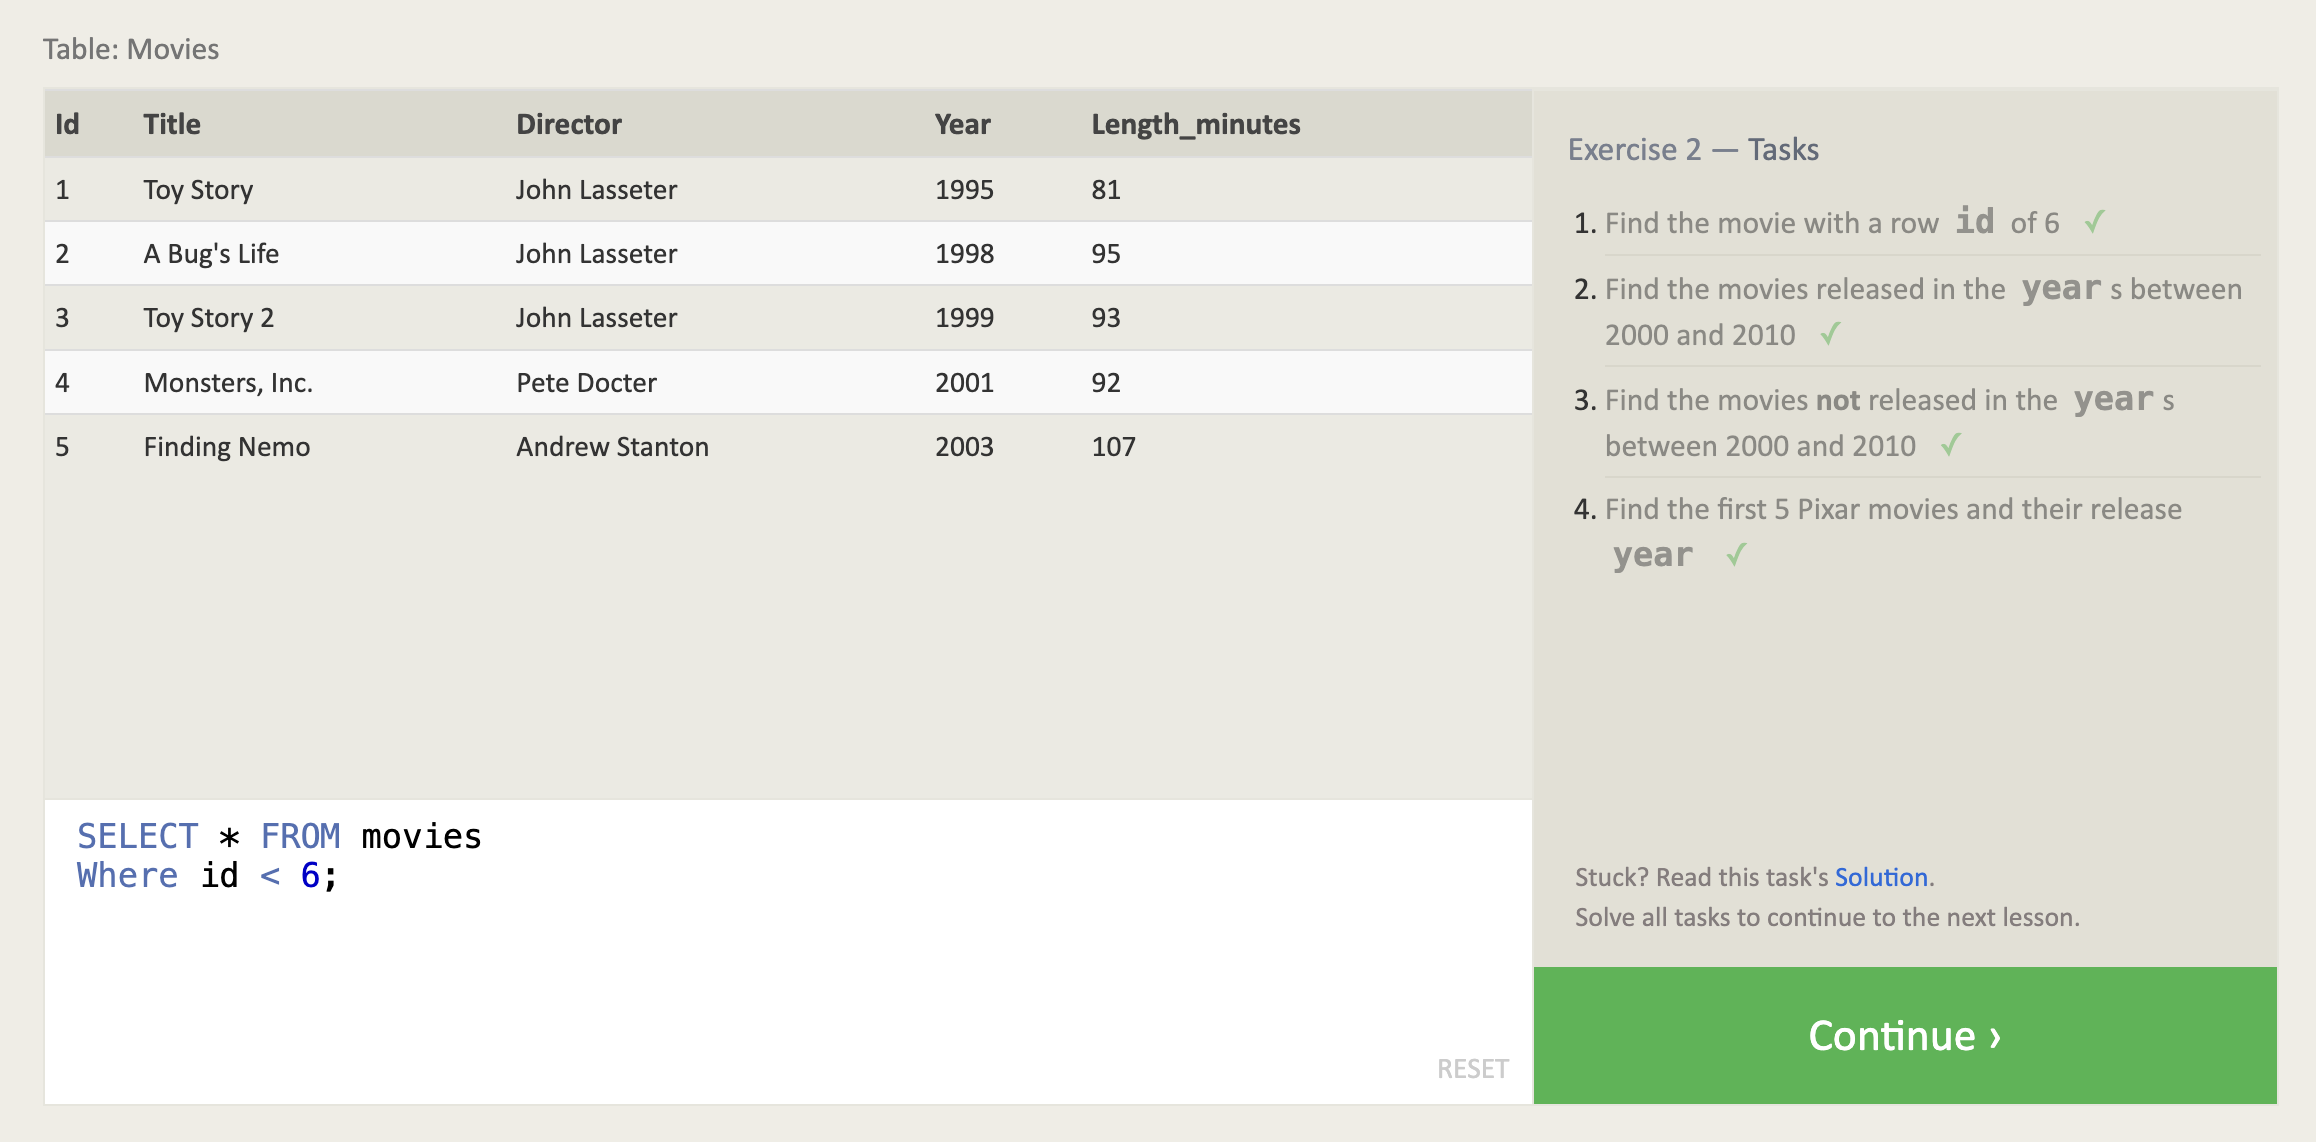 Table: Movies
Id Title Director Year Length_minutes
1 Toy Story John Lasseter 1995 81
2 A Bug's Life John Lasseter 1998 95
3 Toy Story 2 John Lasseter 1999 93
4 Monsters, Inc. Pete Docter 2001 92
5 Finding Nemo Andrew Stanton 2003 107
SELECT * FROM movies
Where id < 6;
RESET
Exercise 2 — Tasks
1. Find the movie with a row id of 6 ✓
2. Find the movies released in the year s between
2000 and 2010 ✓
3. Find the movies not released in the year s
between 2000 and 2010 ✓
4. Find the first 5 Pixar movies and their release
year ✓
Stuck? Read this task's Solution.
Solve all tasks to continue to the next lesson.
Continue ›